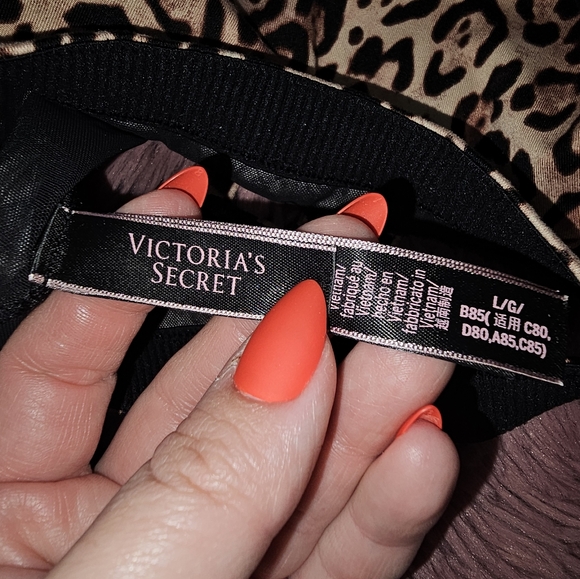 VICTORIA'S
SECRET
Vietnam/
fabriqué au
Vietnam/
hecho en
Vietnam/
fabbricato in
Vietnam/
越南制造
L/G/
B85(适用 C80,
D80,A85,C85)